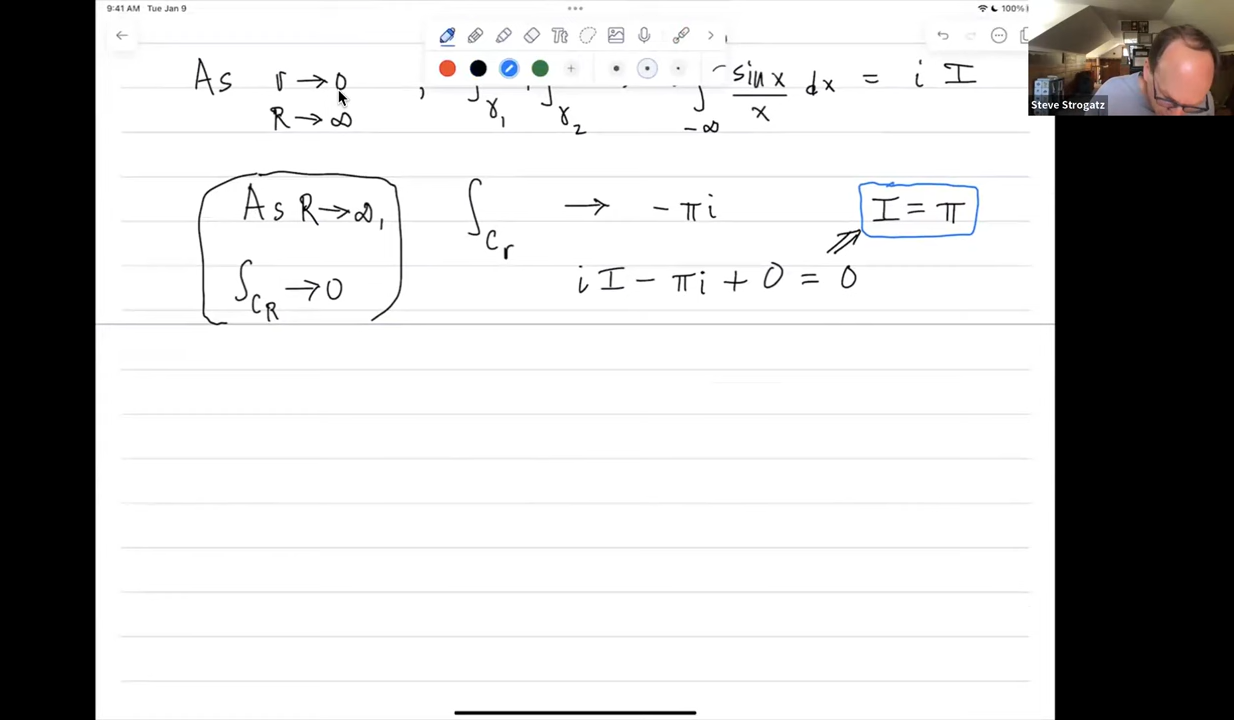 9:41 AM Tue Jan 9
100%
Tt
As r → 0 , ∫γ₁ ∫γ₂ ∫-∞ sin x / x dx = i I
R → ∞
Steve Strogatz
As R → ∞, ∫Cr → -πi I = π
∫CR → 0 i I - πi + 0 = 0